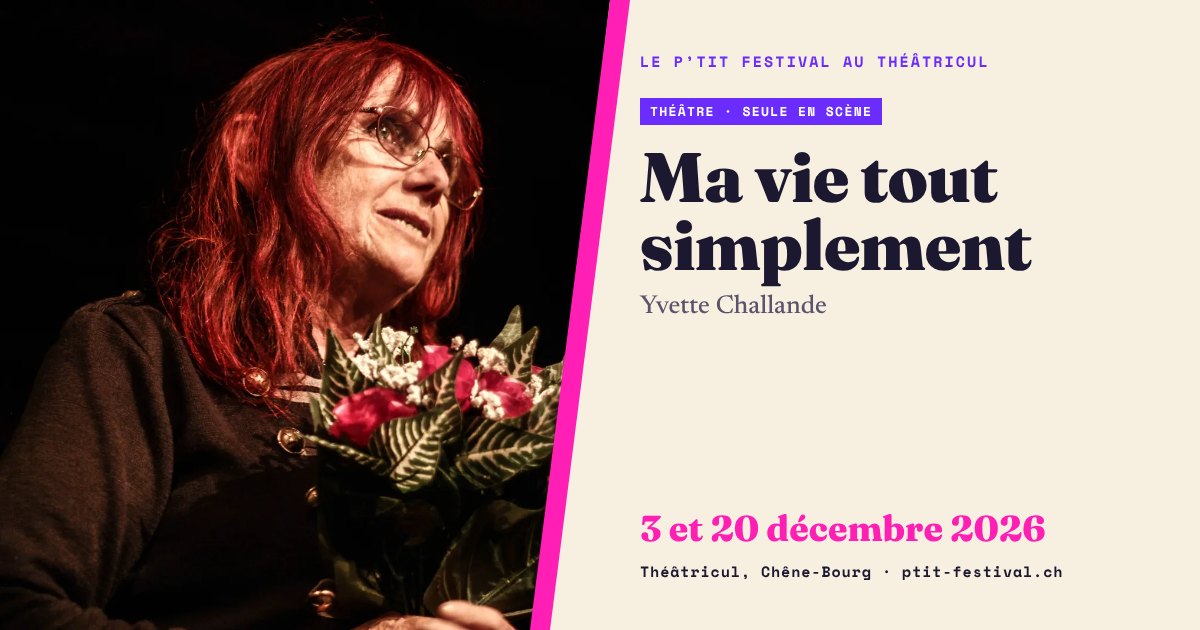 LE P’TIT FESTIVAL AU THÉÂTRICUL
THÉÂTRE · SEULE EN SCÈNE
Ma vie tout
simplement
Yvette Challande
3 et 20 décembre 2026
Théâtricul, Chêne-Bourg · ptit-festival.ch